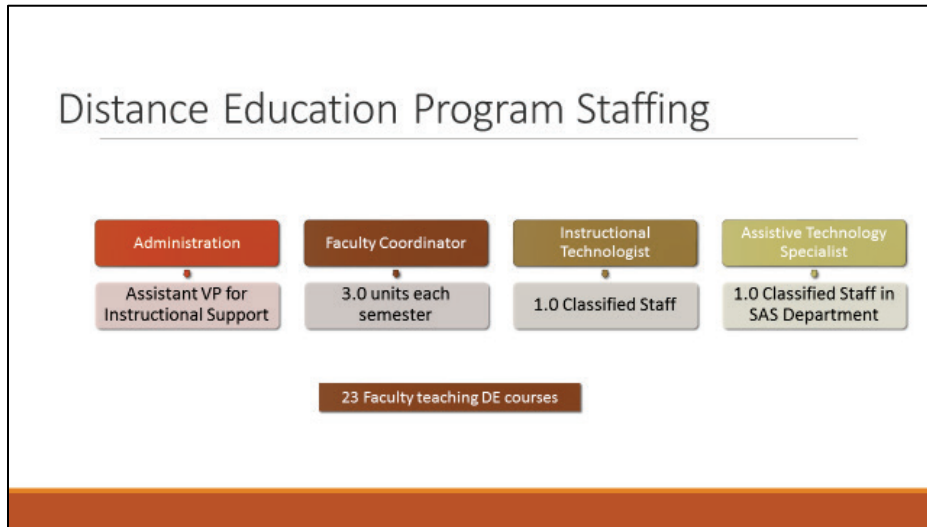 Distance Education Program Staffing
Administration
Assistant VP for
Instructional Support
Faculty Coordinator
3.0 units each
semester
Instructional
Technologist
1.0 Classified Staff
Assistive Technology
Specialist
1.0 Classified Staff in
SAS Department
23 Faculty teaching DE courses